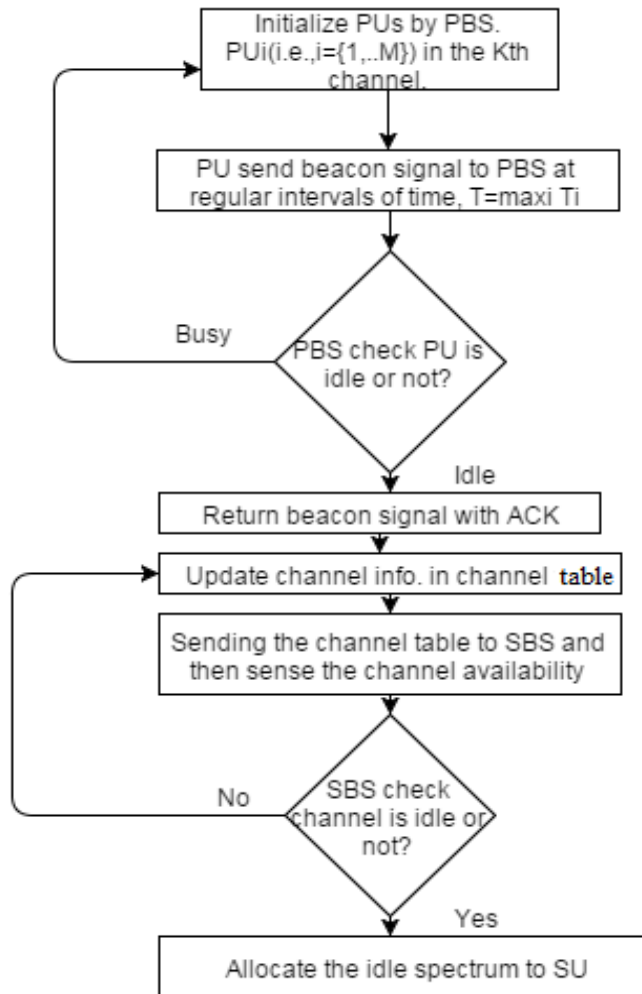 Initialize PUs by PBS.
PUi(i.e.,i={1,..M}) in the Kth
channel.
PU send beacon signal to PBS at
regular intervals of time, T=maxi Ti
Busy
PBS check PU is
idle or not?
Idle
Return beacon signal with ACK
Update channel info. in channel table
Sending the channel table to SBS and
then sense the channel availability
No
SBS check
channel is idle or
not?
Yes
Allocate the idle spectrum to SU